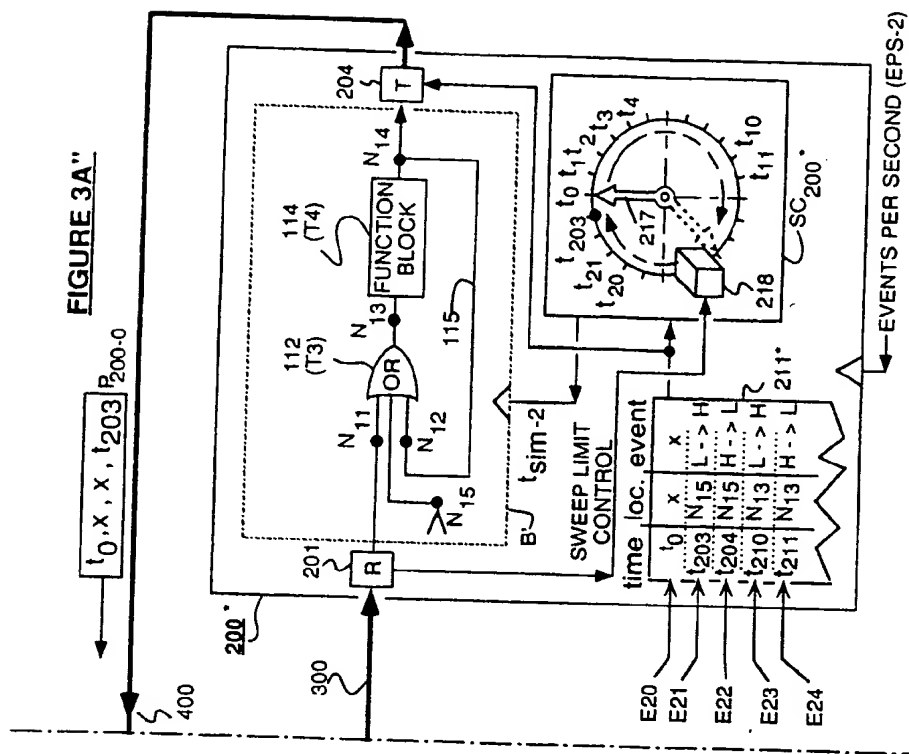 FIGURE 3A"
t0, x, x, t203
P200-0
400
200*
201
R
300
B
N11
N15
N12
112
(T3)
OR
N13
114
(T4)
FUNCTION
BLOCK
115
N14
204
T
tsim-2
SWEEP LIMIT
CONTROL
t20 t21 t203 t0 t1 t2 t3 t4
t10
t11
217
218
SC200*
211*
time loc. event
t0 x x
t203 N15 L -> H
t204 N15 H -> L
t210 N13 L -> H
t211 N13 H -> L
E20
E21
E22
E23
E24
EVENTS PER SECOND (EPS-2)